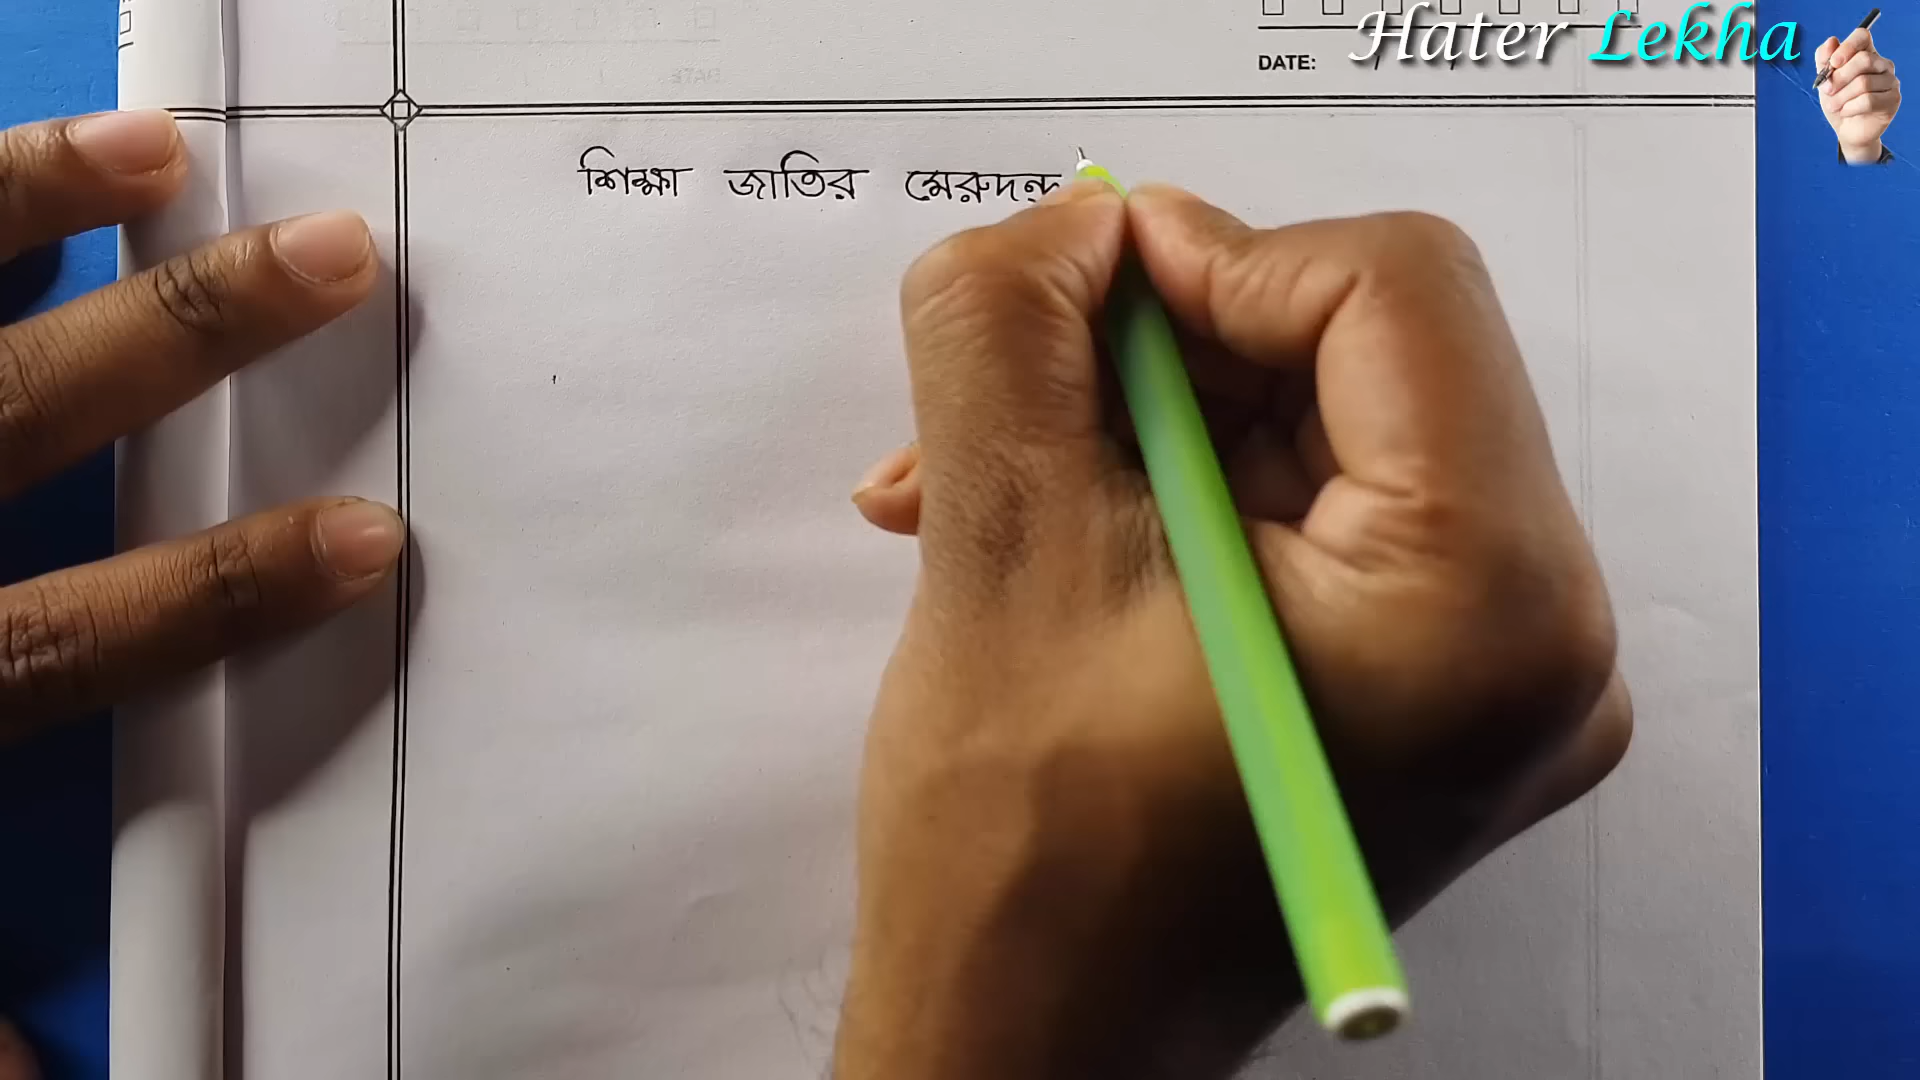 Hater Lekha
DATE: / /
শিক্ষা জাতির মেরুদন্ড